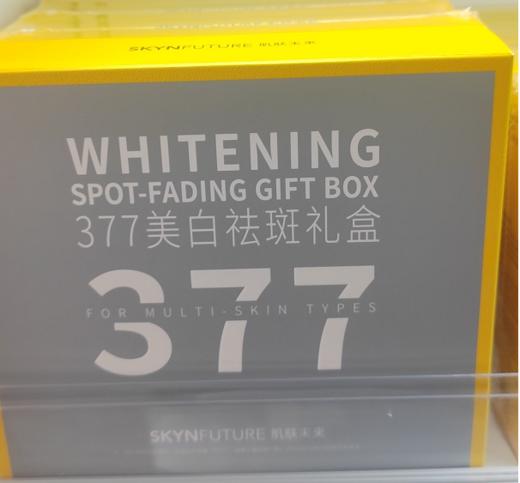 SKYNFUTURE 肌肤未来
WHITENING
SPOT-FADING GIFT BOX
377美白祛斑礼盒
377
FOR MULTI-SKIN TYPES
SKYNFUTURE 肌肤未来